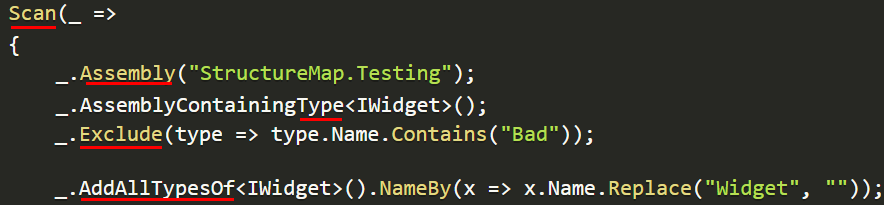 Scan(_ =>
{
_.Assembly("StructureMap.Testing");
_.AssemblyContainingType<IWidget>();
_.Exclude(type => type.Name.Contains("Bad"));
_.AddAllTypesOf<IWidget>().NameBy(x => x.Name.Replace("Widget", ""));